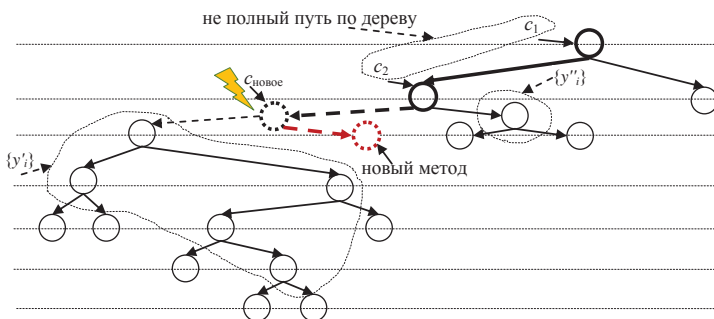 не полный путь по дереву
c₁
c₂
cновое
{y″ᵢ}
{y′ᵢ}
новый метод